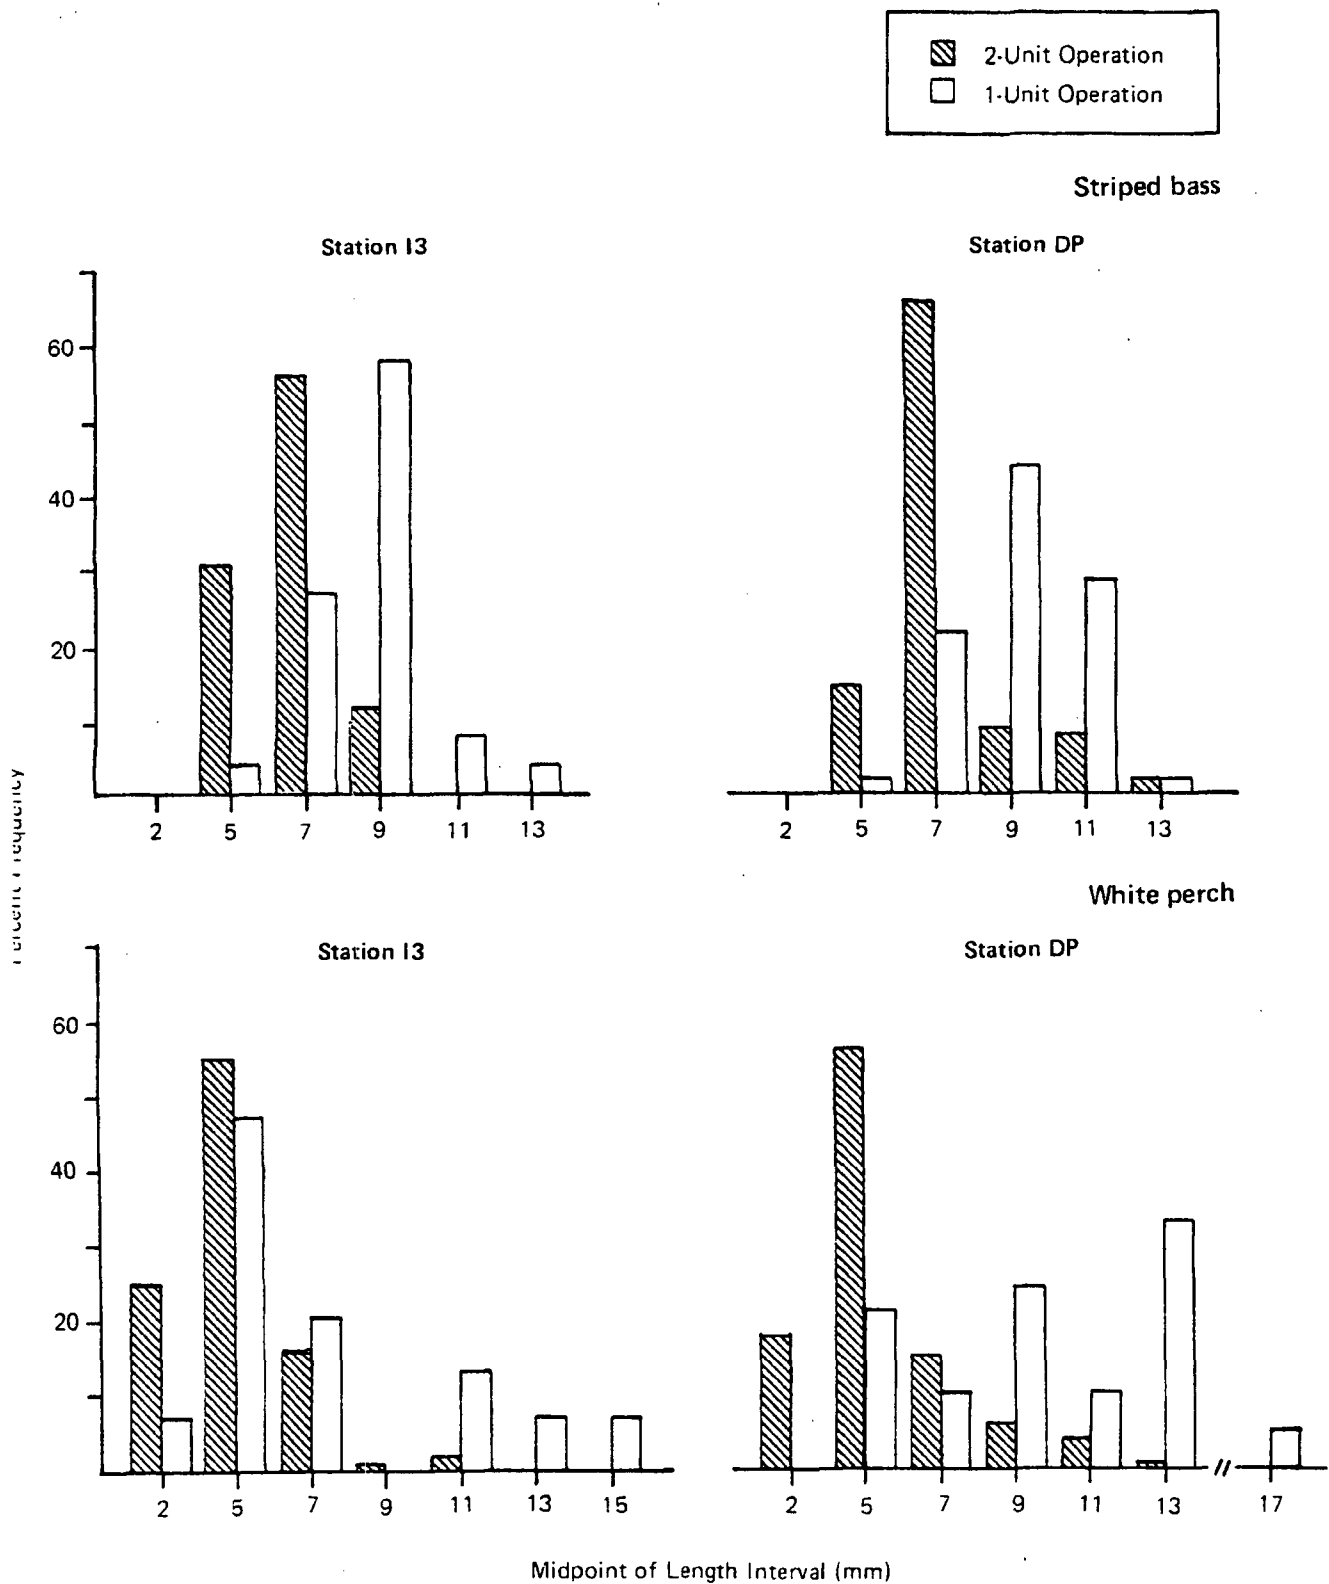 2-Unit Operation
1-Unit Operation
Striped bass
Station I3
Station DP
60
40
20
2 5 7 9 11 13
2 5 7 9 11 13
White perch
Station I3
Station DP
60
40
20
2 5 7 9 11 13 15
2 5 7 9 11 13 // 17
Midpoint of Length Interval (mm)